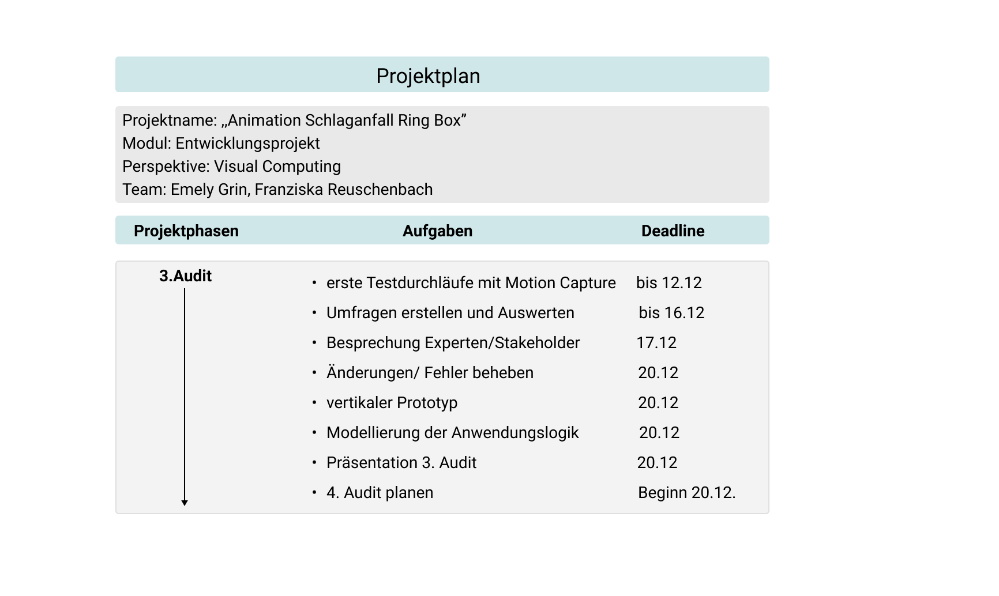 Projektplan
Projektname: „Animation Schlaganfall Ring Box”
Modul: Entwicklungsprojekt
Perspektive: Visual Computing
Team: Emely Grin, Franziska Reuschenbach
Projektphasen Aufgaben Deadline
3.Audit
• erste Testdurchläufe mit Motion Capture bis 12.12
• Umfragen erstellen und Auswerten bis 16.12
• Besprechung Experten/Stakeholder 17.12
• Änderungen/ Fehler beheben 20.12
• vertikaler Prototyp 20.12
• Modellierung der Anwendungslogik 20.12
• Präsentation 3. Audit 20.12
• 4. Audit planen Beginn 20.12.